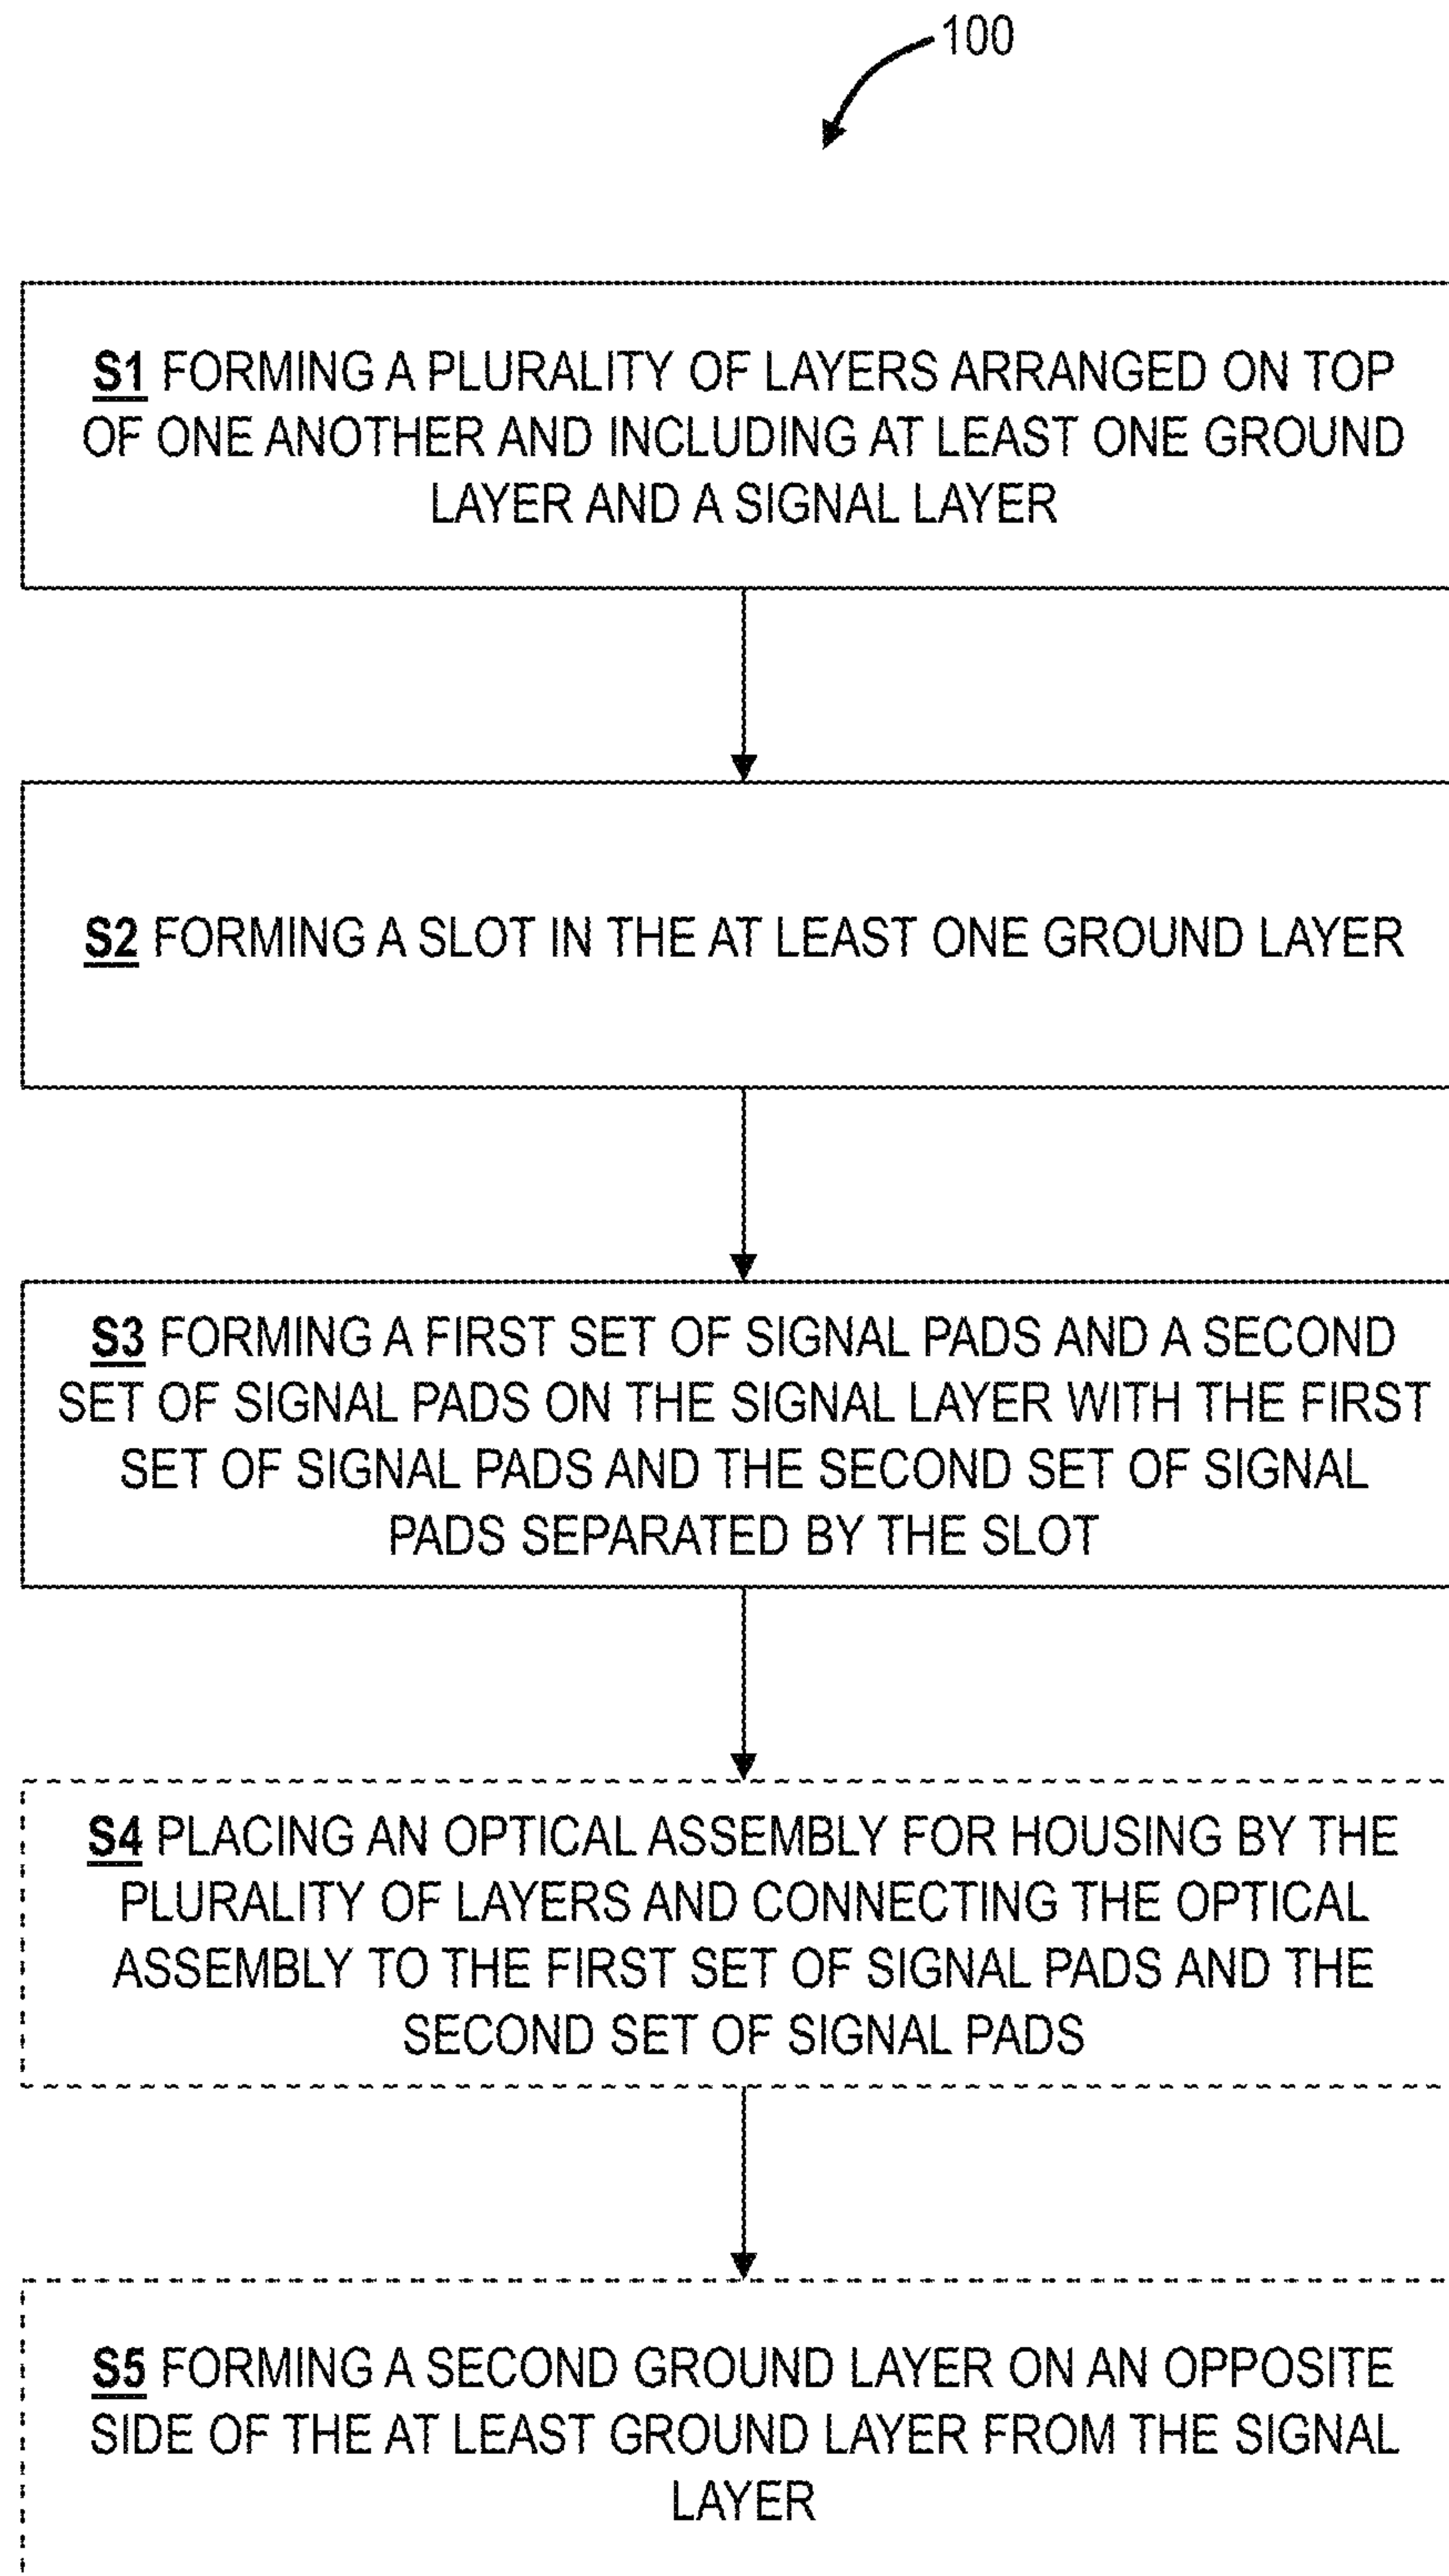 100
S1 FORMING A PLURALITY OF LAYERS ARRANGED ON TOP
OF ONE ANOTHER AND INCLUDING AT LEAST ONE GROUND
LAYER AND A SIGNAL LAYER
S2 FORMING A SLOT IN THE AT LEAST ONE GROUND LAYER
S3 FORMING A FIRST SET OF SIGNAL PADS AND A SECOND
SET OF SIGNAL PADS ON THE SIGNAL LAYER WITH THE FIRST
SET OF SIGNAL PADS AND THE SECOND SET OF SIGNAL
PADS SEPARATED BY THE SLOT
S4 PLACING AN OPTICAL ASSEMBLY FOR HOUSING BY THE
PLURALITY OF LAYERS AND CONNECTING THE OPTICAL
ASSEMBLY TO THE FIRST SET OF SIGNAL PADS AND THE
SECOND SET OF SIGNAL PADS
S5 FORMING A SECOND GROUND LAYER ON AN OPPOSITE
SIDE OF THE AT LEAST GROUND LAYER FROM THE SIGNAL
LAYER